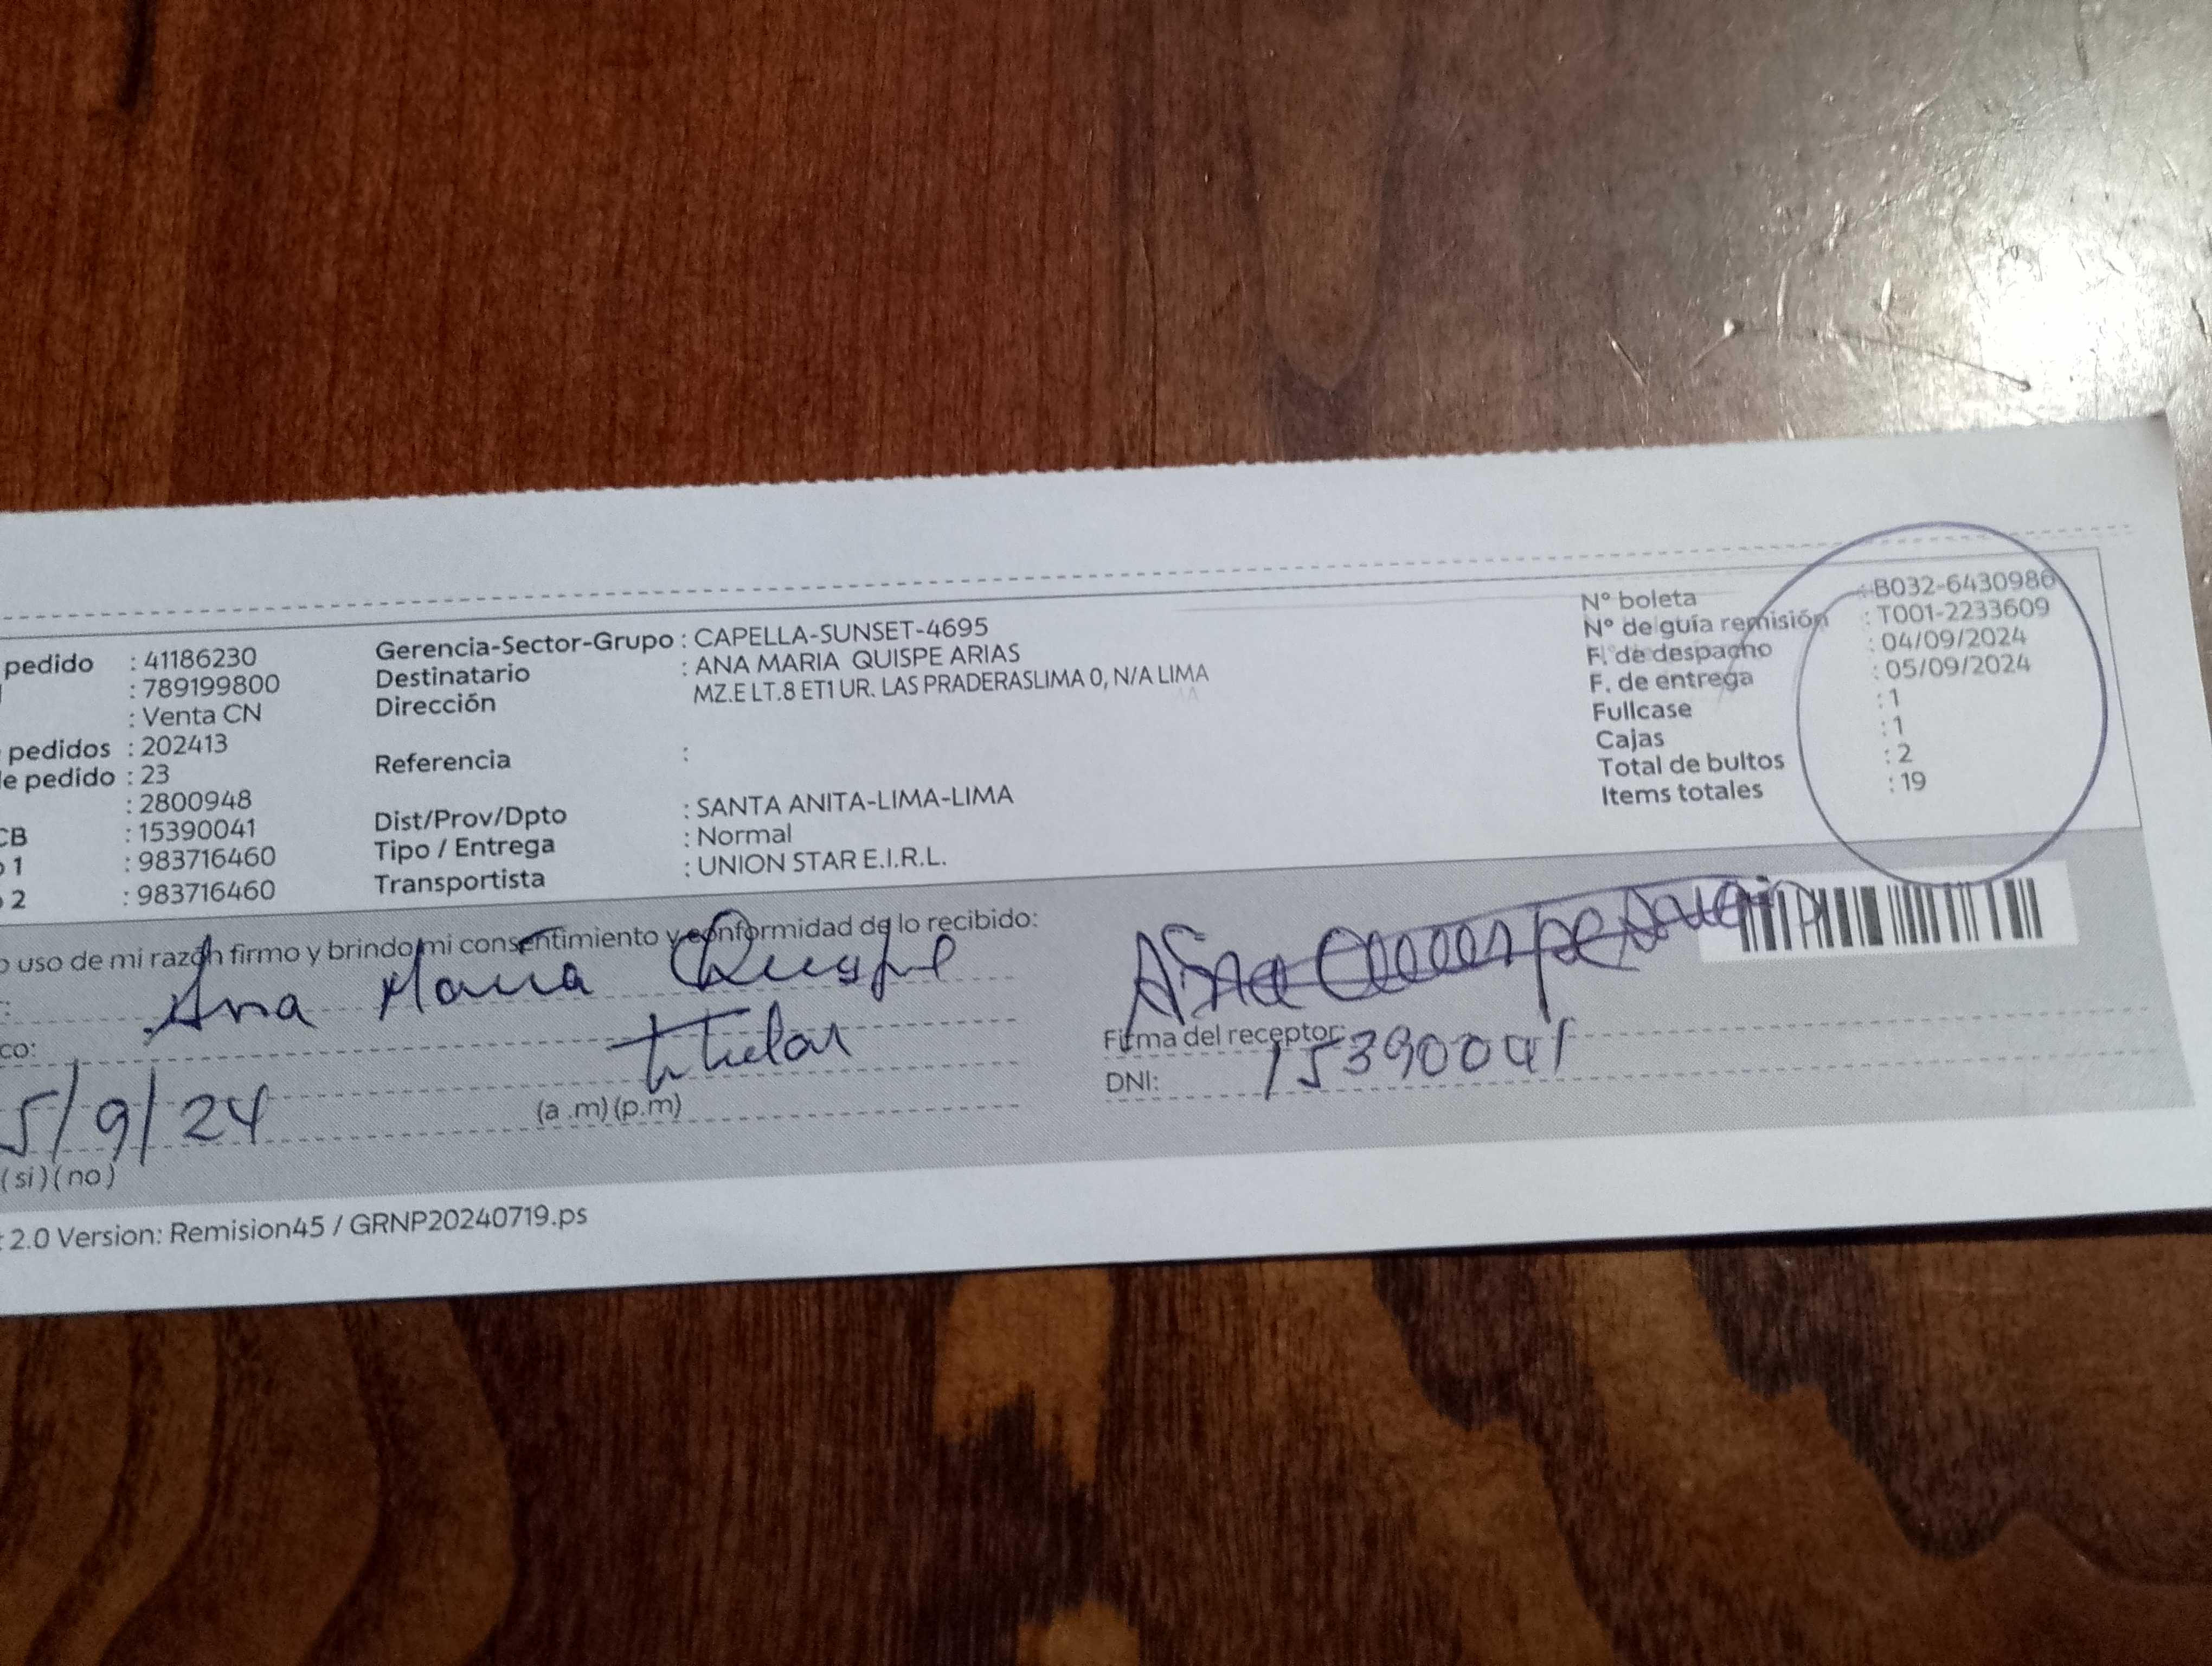 pedido : 41186230
: 789199800
: Venta CN
pedidos : 202413
e pedido : 23
: 2800948
CB : 15390041
1 : 983716460
2 : 983716460
Gerencia-Sector-Grupo : CAPELLA-SUNSET-4695
Destinatario : ANA MARIA QUISPE ARIAS
Dirección MZ.E LT.8 ET1 UR. LAS PRADERASLIMA 0, N/A LIMA
Referencia :
Dist/Prov/Dpto : SANTA ANITA-LIMA-LIMA
Tipo / Entrega : Normal
Transportista : UNION STAR E.I.R.L.
N° boleta : B032-6430986
N° de guía remisión : T001-2233609
F. de despacho : 04/09/2024
F. de entrega : 05/09/2024
Fullcase : 1
Cajas : 1
Total de bultos : 2
Items totales : 19
o uso de mi razón firmo y brindo mi consentimiento y conformidad de lo recibido:
: Ana Maria Quispe
co: titular
5/9/24 (a .m) (p.m)
(si) (no)
Firma del receptor:
DNI: 15390041
2.0 Version: Remision45 / GRNP20240719.ps